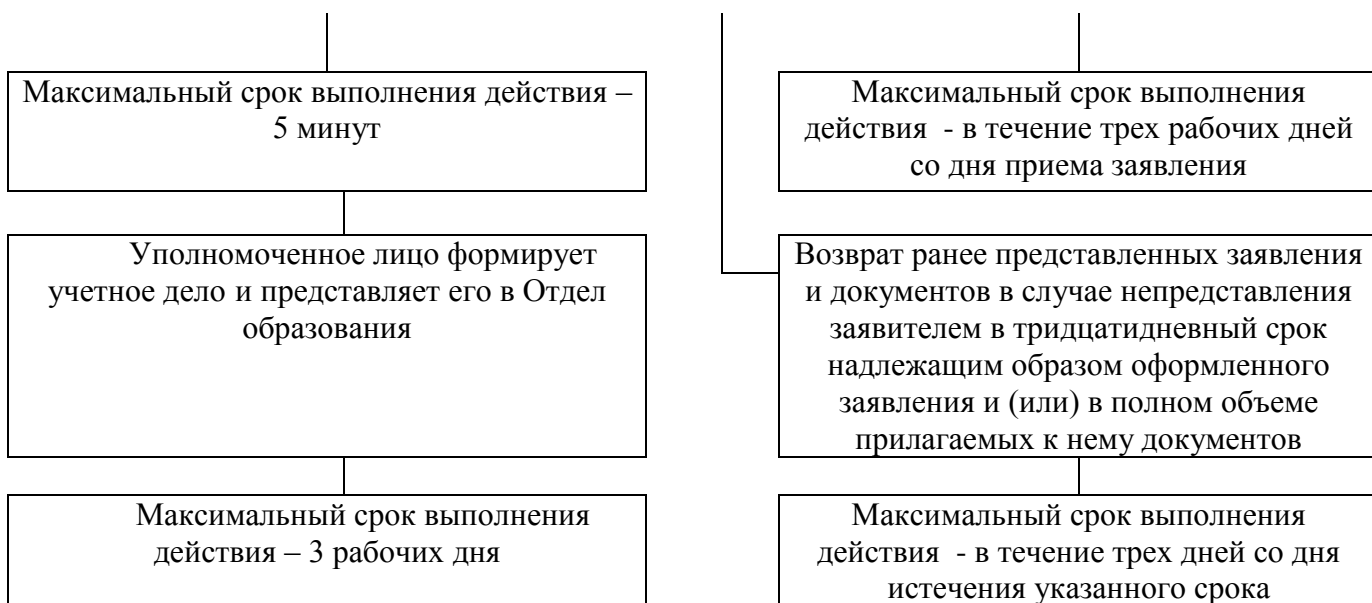 Максимальный срок выполнения действия –
5 минут
Максимальный срок выполнения
действия - в течение трех рабочих дней
со дня приема заявления
Уполномоченное лицо формирует
учетное дело и представляет его в Отдел
образования
Возврат ранее представленных заявления
и документов в случае непредставления
заявителем в тридцатидневный срок
надлежащим образом оформленного
заявления и (или) в полном объеме
прилагаемых к нему документов
Максимальный срок выполнения
действия – 3 рабочих дня
Максимальный срок выполнения
действия - в течение трех дней со дня
истечения указанного срока